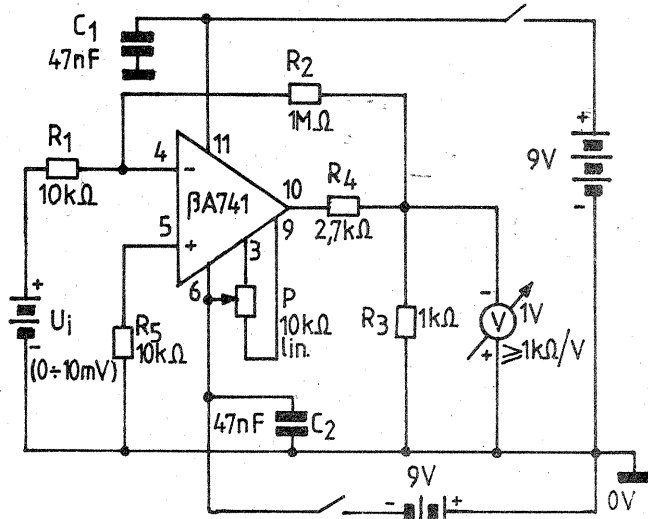 C1
47nF
R2
1MΩ
+
9V
-
R1
10kΩ
4
-
11
βA741
10
R4
2,7kΩ
9
5
+
3
6
P
10kΩ
lin.
+
Ui
-
(0÷10mV)
R5
10kΩ
R3
1kΩ
-
V
1V
+
≥1kΩ/V
47nF
C2
9V
-
+
0V